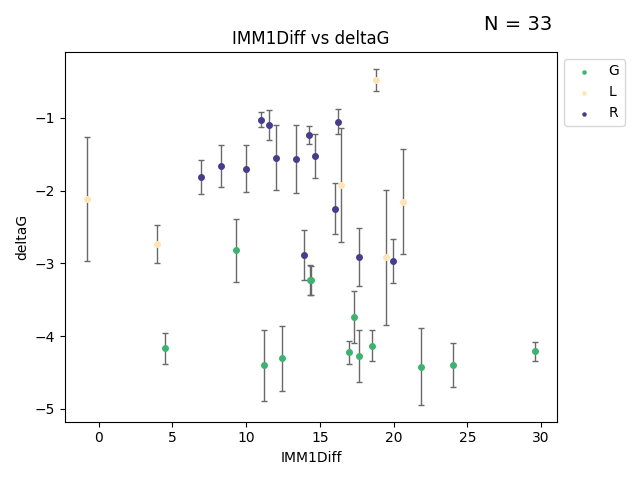 N = 33
IMM1Diff vs deltaG
G
L
R
−1
−2
−3
−4
−5
deltaG
0 5 10 15 20 25 30
IMM1Diff